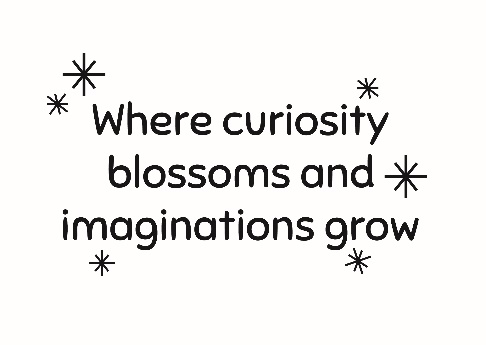 Where curiosity
blossoms and
imaginations grow